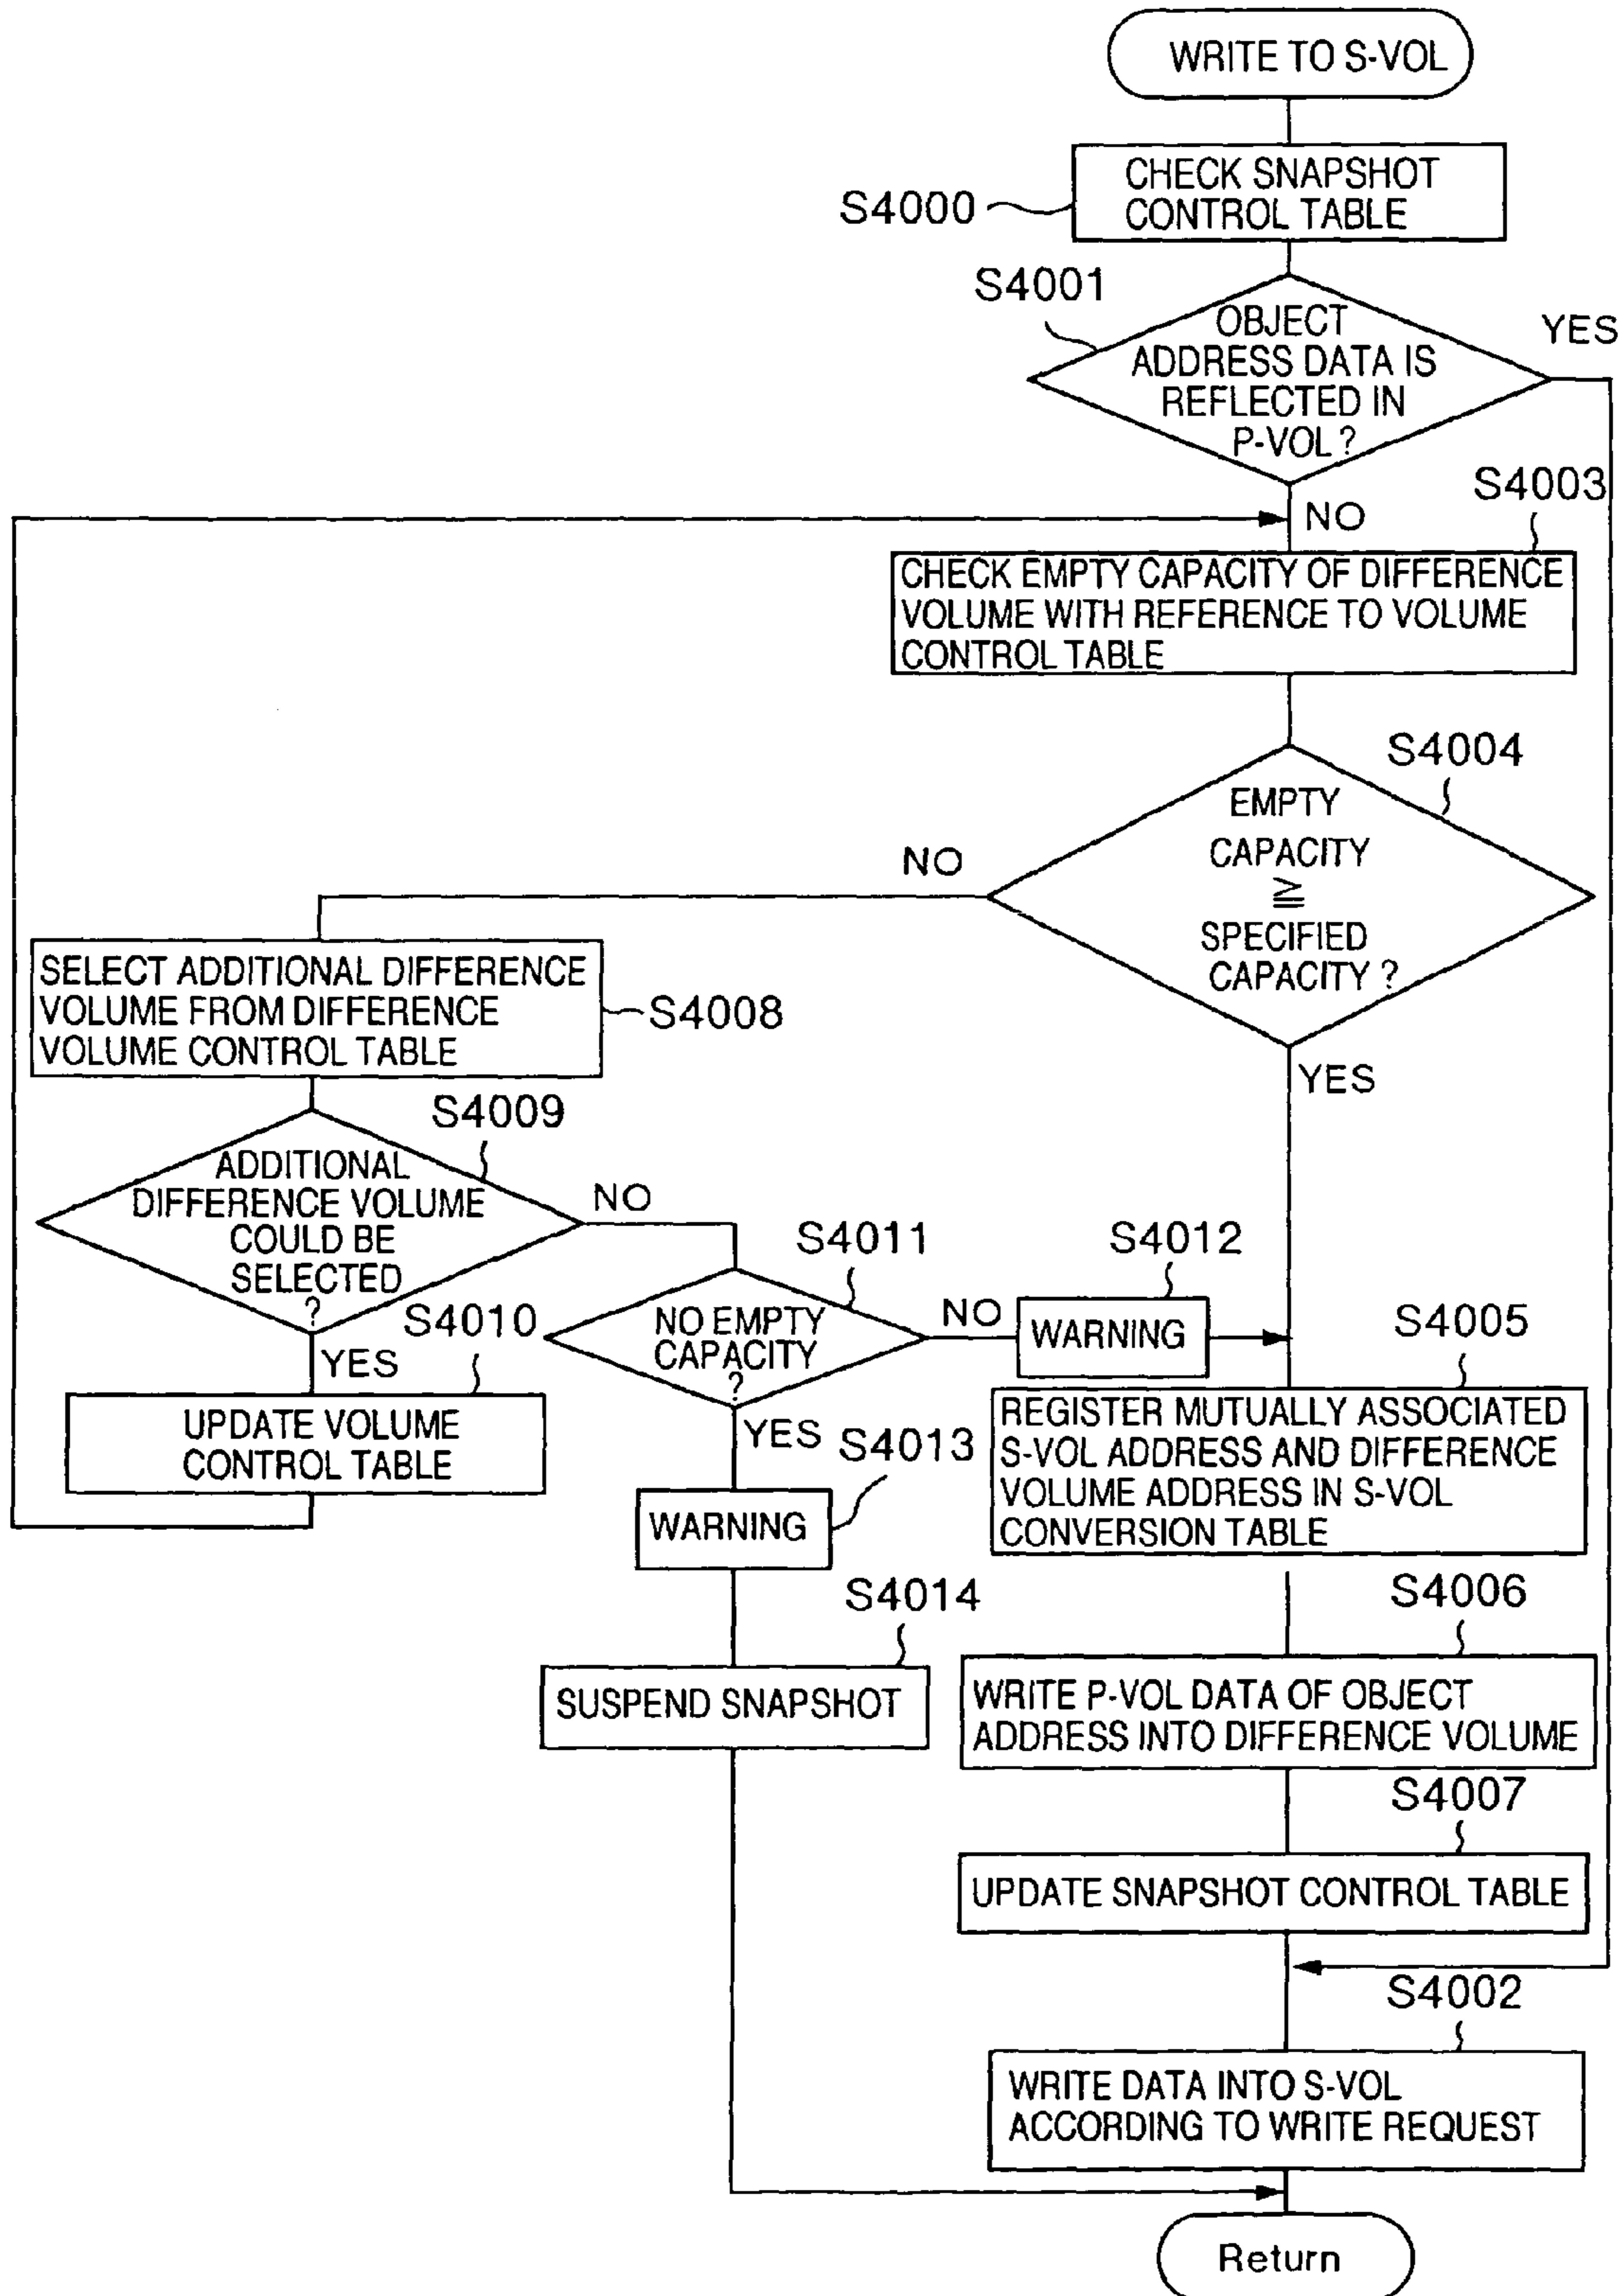 WRITE TO S-VOL
S4000
CHECK SNAPSHOT
CONTROL TABLE
S4001
OBJECT
ADDRESS DATA IS
REFLECTED IN
P-VOL?
YES
NO
S4003
CHECK EMPTY CAPACITY OF DIFFERENCE
VOLUME WITH REFERENCE TO VOLUME
CONTROL TABLE
S4004
EMPTY
CAPACITY
≧
SPECIFIED
CAPACITY ?
NO
YES
SELECT ADDITIONAL DIFFERENCE
VOLUME FROM DIFFERENCE
VOLUME CONTROL TABLE
S4008
S4009
ADDITIONAL
DIFFERENCE VOLUME
COULD BE
SELECTED
?
NO
YES
S4010
UPDATE VOLUME
CONTROL TABLE
S4011
NO EMPTY
CAPACITY
?
NO
YES
S4012
WARNING
S4013
WARNING
S4014
SUSPEND SNAPSHOT
S4005
REGISTER MUTUALLY ASSOCIATED
S-VOL ADDRESS AND DIFFERENCE
VOLUME ADDRESS IN S-VOL
CONVERSION TABLE
S4006
WRITE P-VOL DATA OF OBJECT
ADDRESS INTO DIFFERENCE VOLUME
S4007
UPDATE SNAPSHOT CONTROL TABLE
S4002
WRITE DATA INTO S-VOL
ACCORDING TO WRITE REQUEST
Return